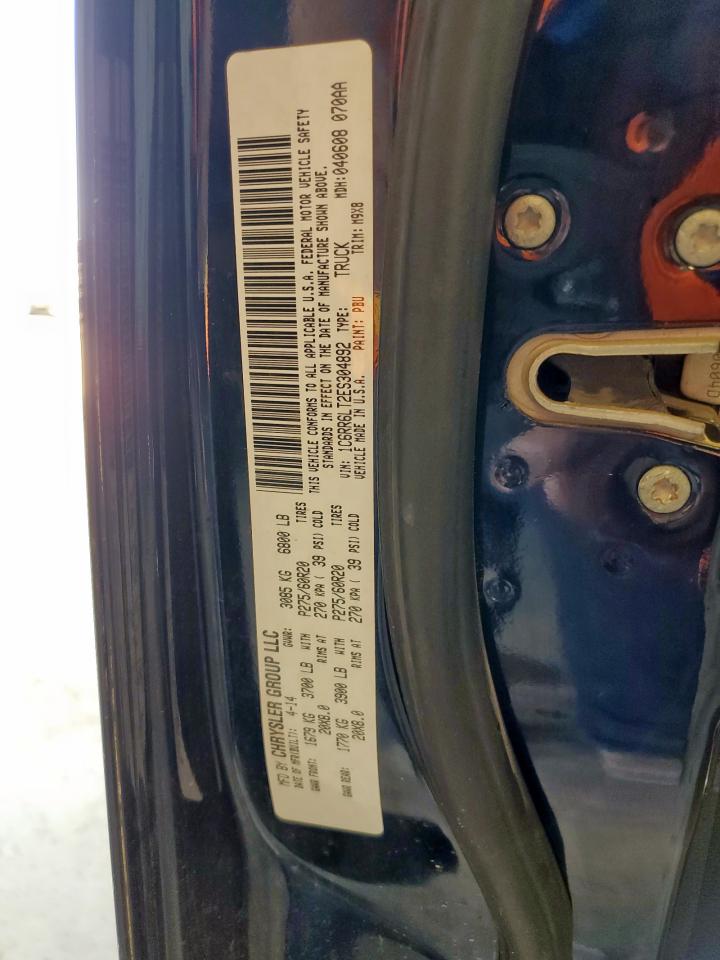 MFD BY CHRYSLER GROUP LLC
DATE OF MFR(BUILT): 4-14 GVWR: 3085 KG 6800 LB
GAWR FRONT: 1679 KG 3700 LB WITH P275/60R20 TIRES
20X8.0 RIMS AT 270 KPA ( 39 PSI) COLD
GAWR REAR: 1770 KG 3900 LB WITH P275/60R20 TIRES
20X8.0 RIMS AT 270 KPA ( 39 PSI) COLD
THIS VEHICLE CONFORMS TO ALL APPLICABLE U.S.A. FEDERAL MOTOR VEHICLE SAFETY
STANDARDS IN EFFECT ON THE DATE OF MANUFACTURE SHOWN ABOVE.
VIN: 1C6RR6LT2ES304892 TYPE: TRUCK MDH:040608 070AA
VEHICLE MADE IN U.S.A. PAINT: PBU TRIM: M9X8